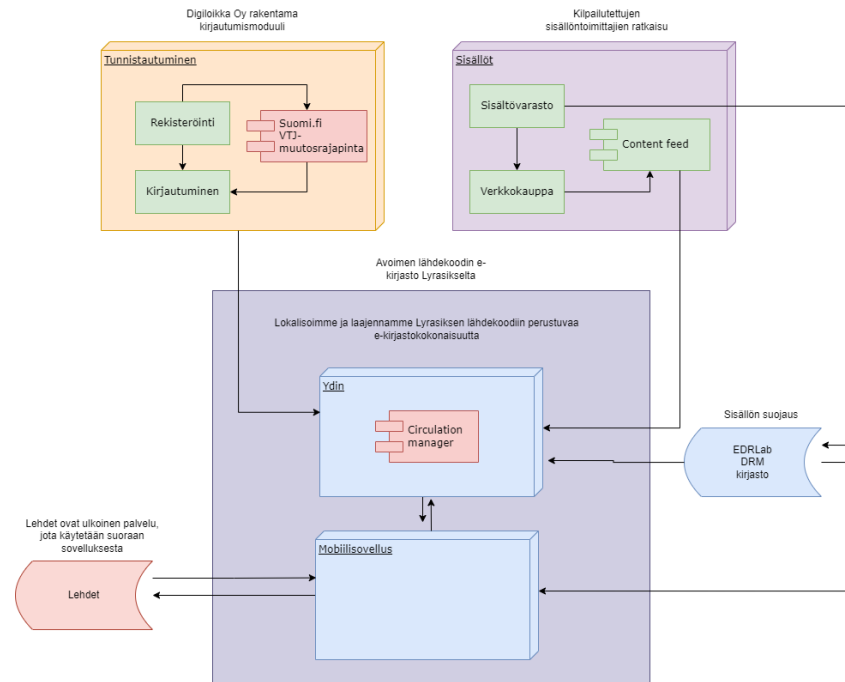 Digiloikka Oy rakentama
kirjautumismoduuli
Kilpailutettujen
sisällöntoimittajien ratkaisu
Tunnistautuminen
Rekisteröinti
Suomi.fi
VTJ-
muutosrajapinta
Kirjautuminen
Sisällöt
Sisältövarasto
Content feed
Verkkokauppa
Avoimen lähdekoodin e-
kirjasto Lyrasikselta
Lokalisoimme ja laajennamme Lyrasiksen lähdekoodiin perustuvaa
e-kirjastokokonaisuutta
Ydin
Circulation
manager
Sisällön suojaus
EDRLab
DRM
kirjasto
Lehdet ovat ulkoinen palvelu,
jota käytetään suoraan
sovelluksesta
Lehdet
Mobiilisovellus